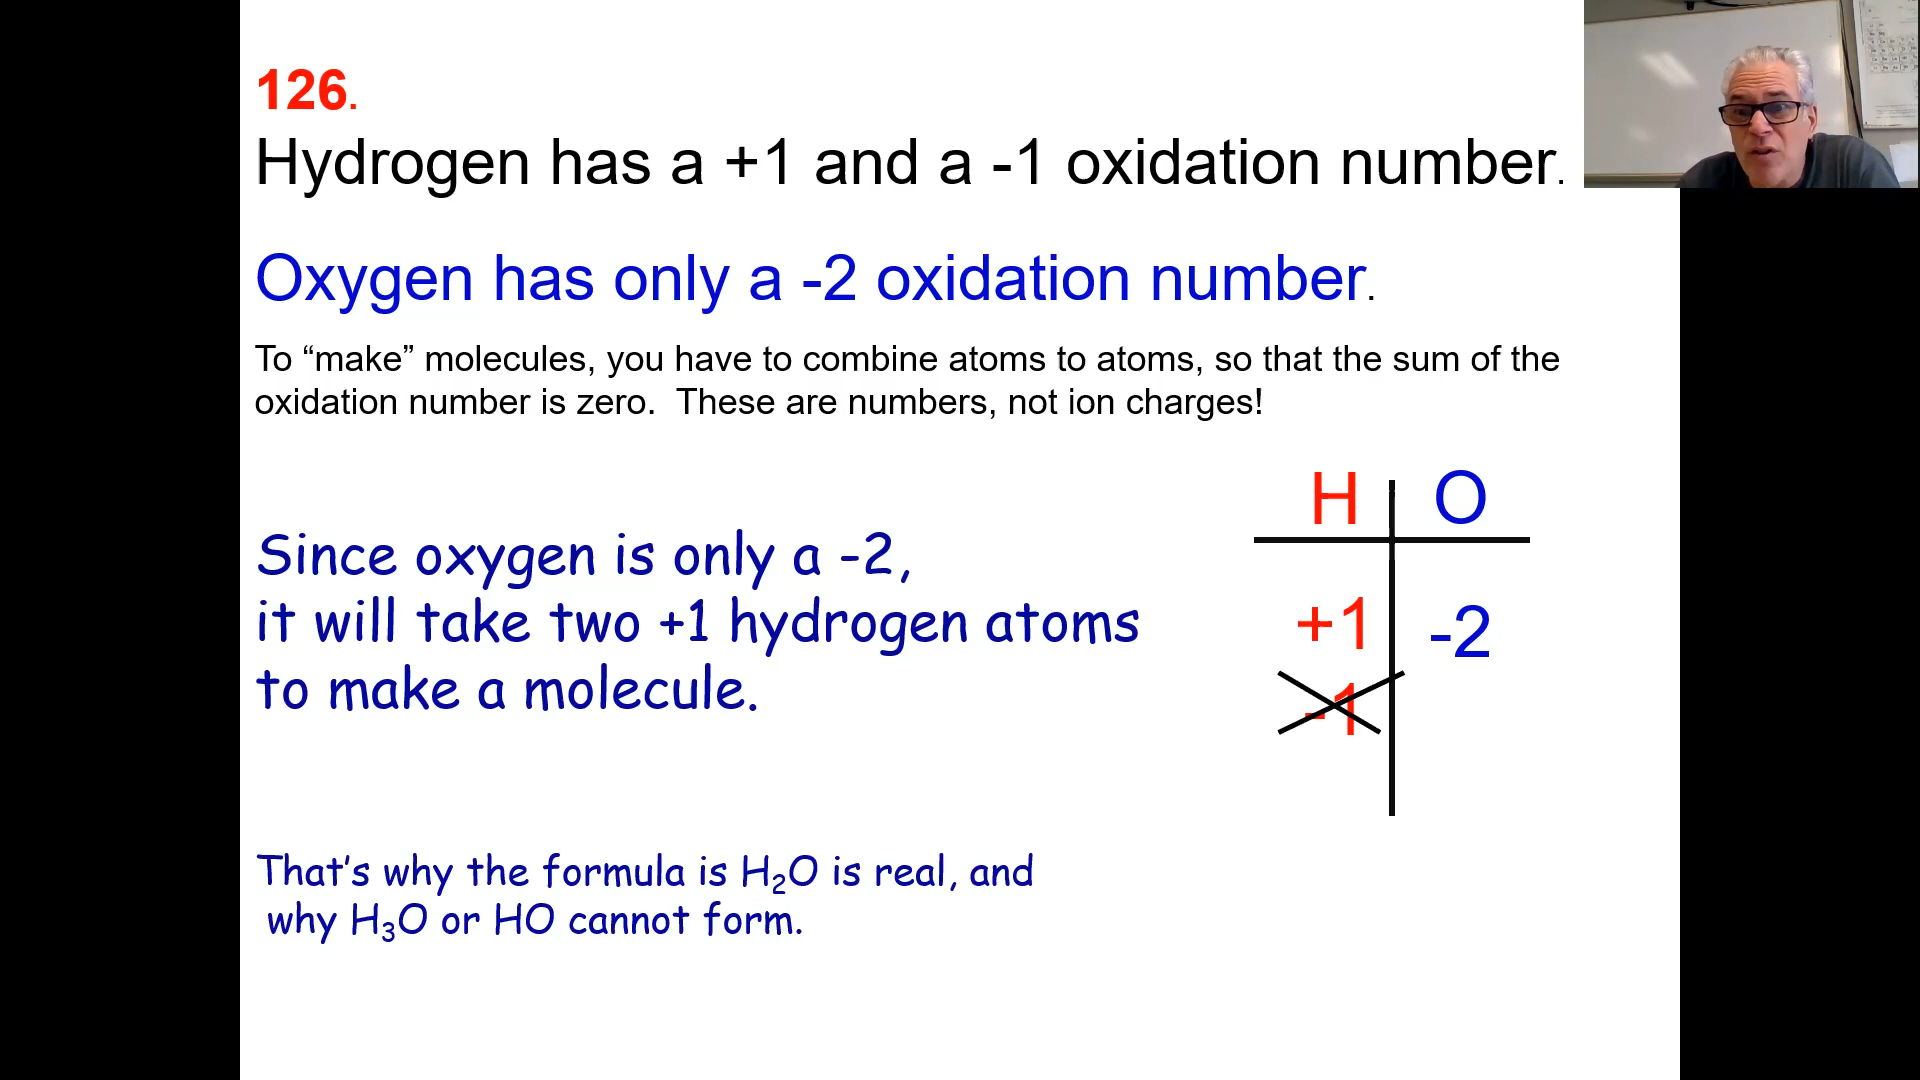 126.
Hydrogen has a +1 and a -1 oxidation number.
Oxygen has only a -2 oxidation number.
To “make” molecules, you have to combine atoms to atoms, so that the sum of the
oxidation number is zero.  These are numbers, not ion charges!
Since oxygen is only a -2,
it will take two +1 hydrogen atoms
to make a molecule.
H O
+1 -2
-1
That's why the formula is H₂O is real, and
why H₃O or HO cannot form.